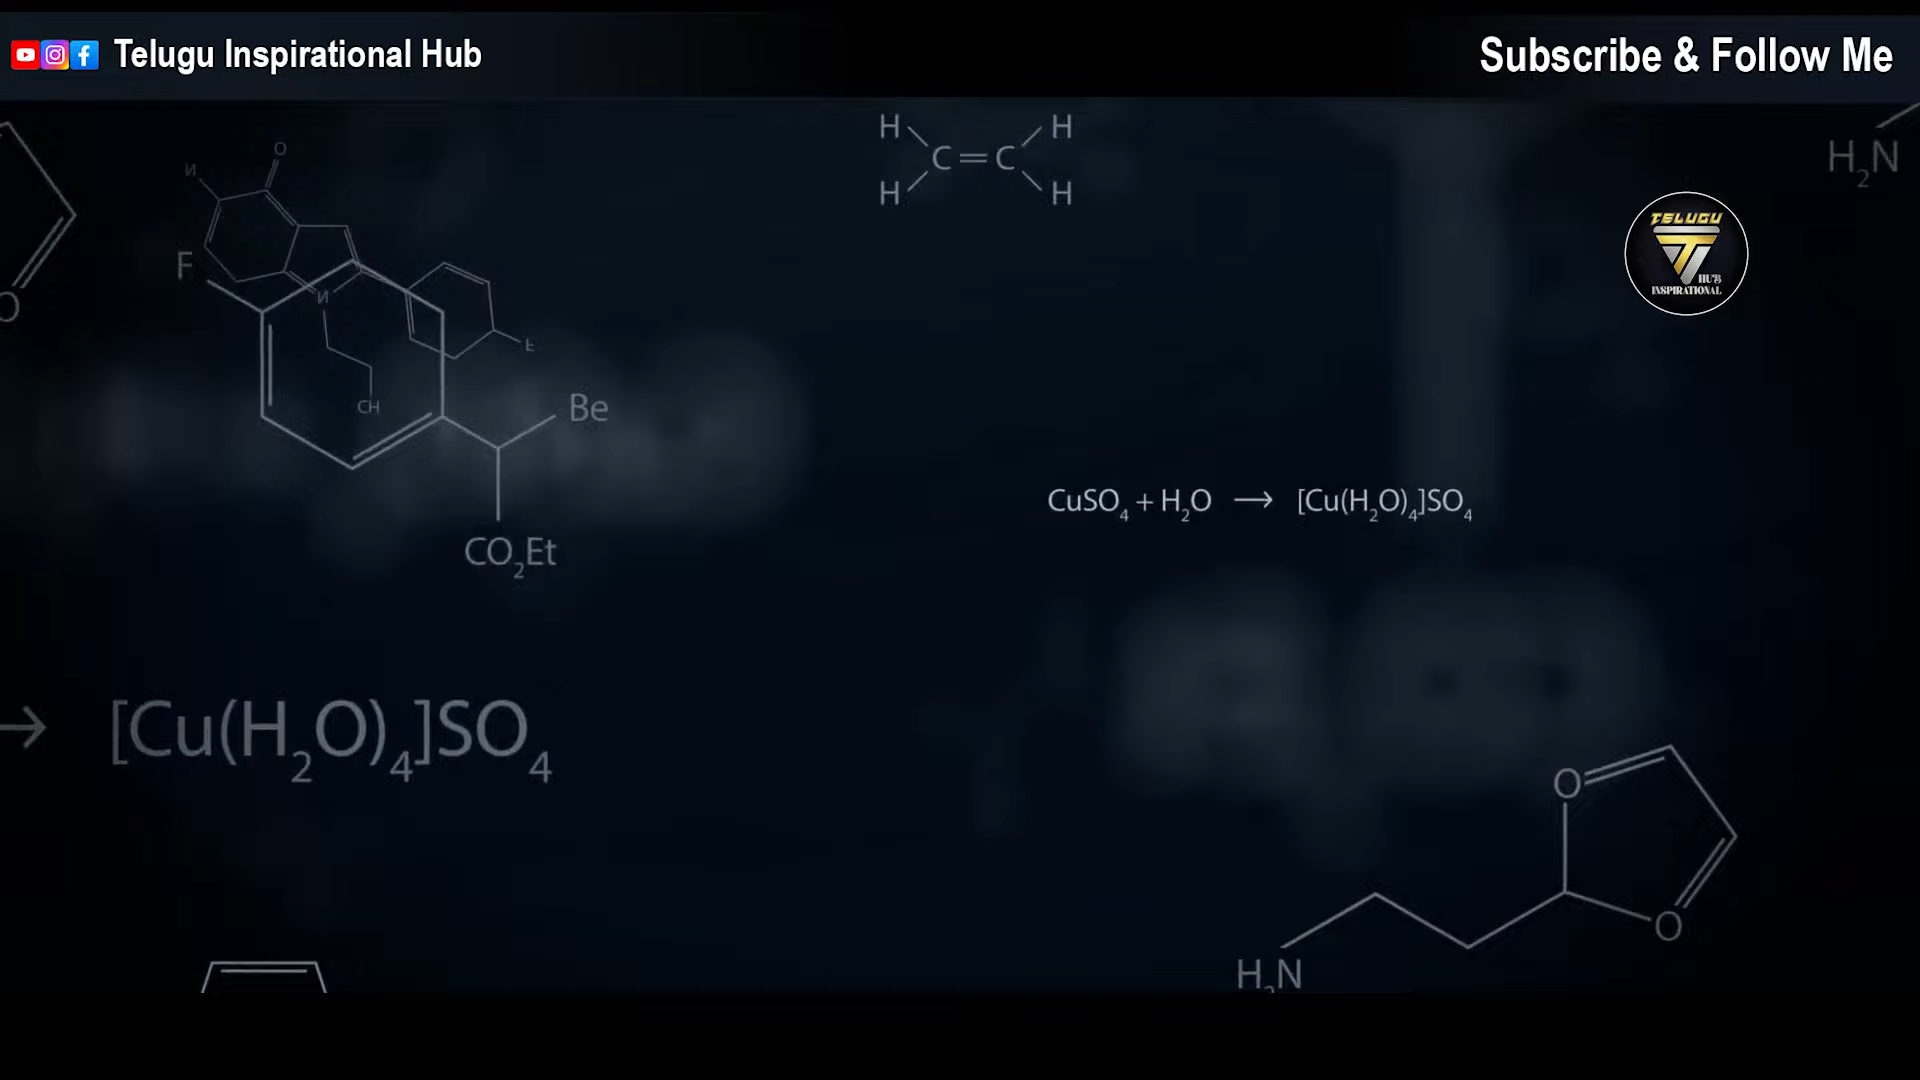 Telugu Inspirational Hub
Subscribe & Follow Me
H H
C=C
H H
H₂N
TELUGU
HUB
INSPIRATIONAL
O
И
F
И
E
CH
Be
O
CO₂Et
CuSO₄ + H₂O → [Cu(H₂O)₄]SO₄
→ [Cu(H₂O)₄]SO₄
O
O
H₂N